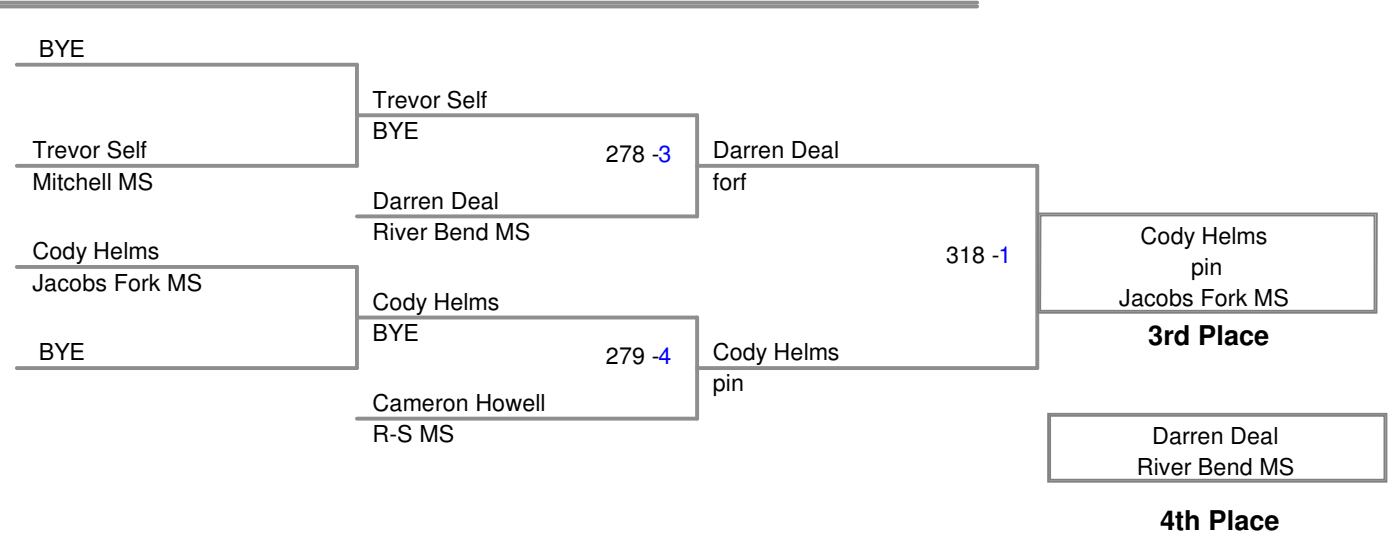 BYE
Trevor Self
BYE
Trevor Self
Mitchell MS
278 -3
Darren Deal
forf
Darren Deal
River Bend MS
Cody Helms
Jacobs Fork MS
318 -1
Cody Helms
pin
Jacobs Fork MS
3rd Place
Cody Helms
BYE
BYE
279 -4
Cody Helms
pin
Cameron Howell
R-S MS
Darren Deal
River Bend MS
4th Place